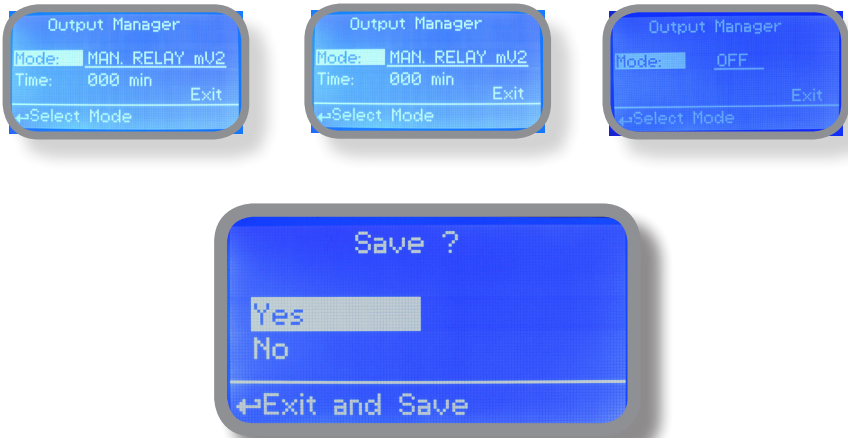 Output Manager
Mode: MAN. RELAY mV2
Time: 000 min
Exit
↵Select Mode
Output Manager
Mode: MAN. RELAY mV2
Time: 000 min
Exit
↵Select Mode
Output Manager
Mode: OFF
Exit
↵Select Mode
Save ?
Yes
No
↵Exit and Save